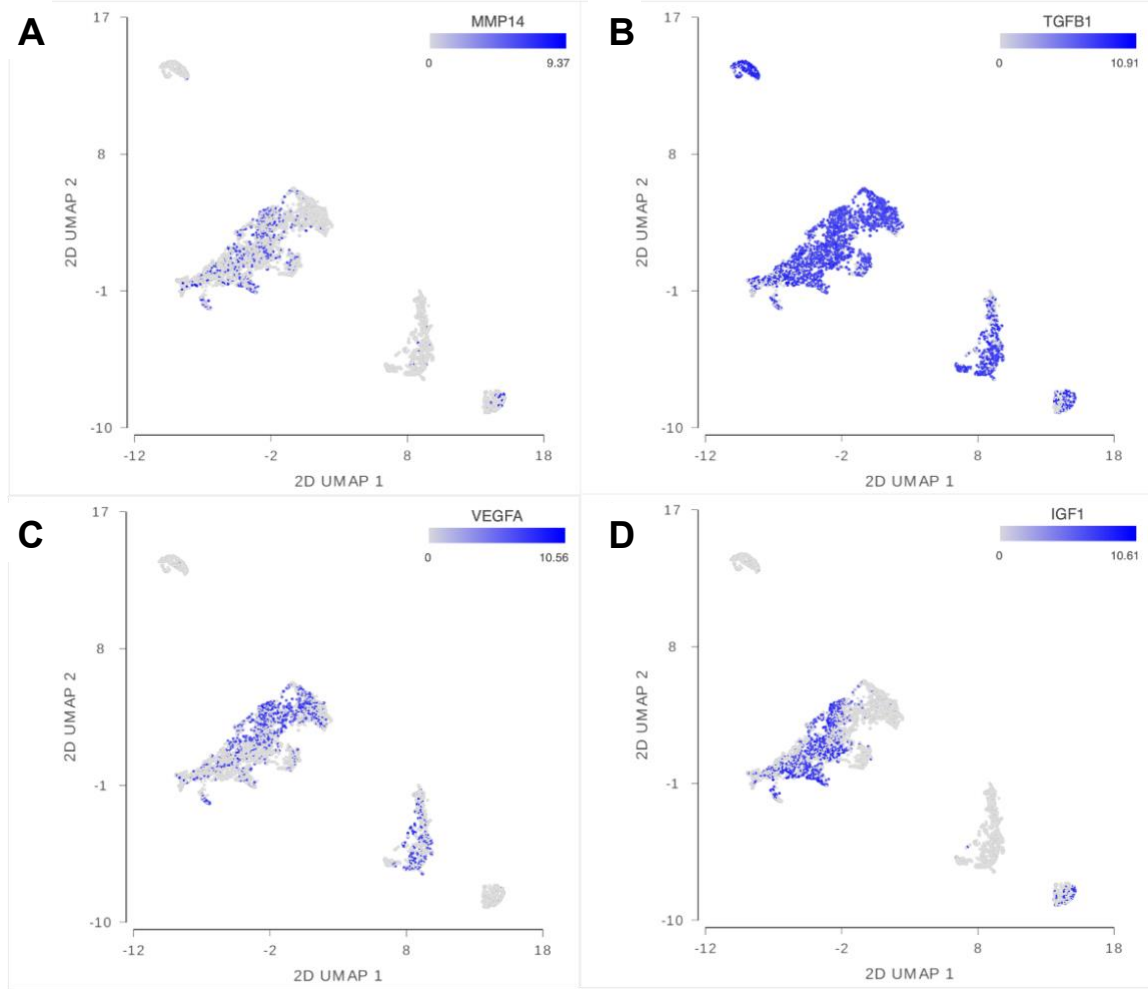 A
MMP14
0 9.37
17
8
-1
-10
2D UMAP 2
-12 -2 8 18
2D UMAP 1
B
TGFB1
0 10.91
17
8
-1
-10
2D UMAP 2
-12 -2 8 18
2D UMAP 1
C
VEGFA
0 10.56
17
8
-1
-10
2D UMAP 2
-12 -2 8 18
2D UMAP 1
D
IGF1
0 10.61
17
8
-1
-10
2D UMAP 2
-12 -2 8 18
2D UMAP 1